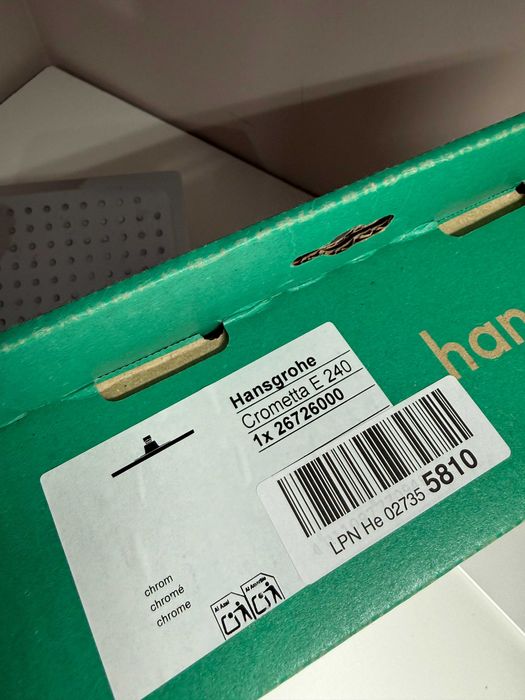 Hansgrohe
Crometta E 240
1x 26726000
han
LPN He 02735 5810
chrom
chromé
chrome